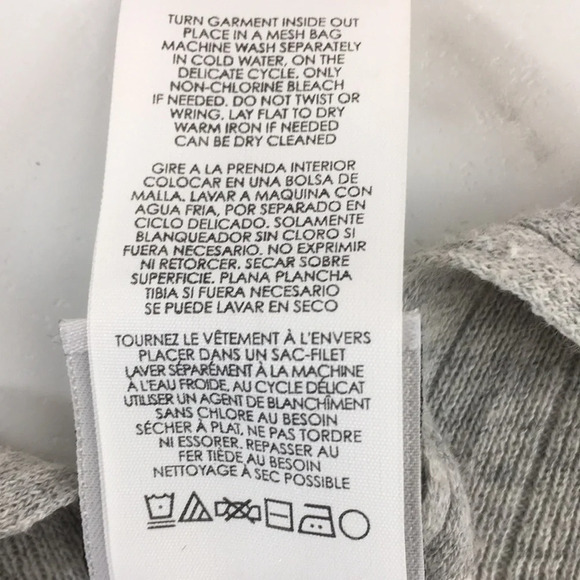 TURN GARMENT INSIDE OUT
PLACE IN A MESH BAG
MACHINE WASH SEPARATELY
IN COLD WATER, ON THE
DELICATE CYCLE. ONLY
NON-CHLORINE BLEACH
IF NEEDED. DO NOT TWIST OR
WRING. LAY FLAT TO DRY
WARM IRON IF NEEDED
CAN BE DRY CLEANED
GIRE A LA PRENDA INTERIOR
COLOCAR EN UNA BOLSA DE
MALLA. LAVAR A MAQUINA CON
AGUA FRIA, POR SEPARADO EN
CICLO DELICADO. SOLAMENTE
BLANQUEADOR SIN CLORO SI
FUERA NECESARIO. NO EXPRIMIR
NI RETORCER. SECAR SOBRE
SUPERFICIE. PLANA PLANCHA
TIBIA SI FUERA NECESARIO
SE PUEDE LAVAR EN SECO
TOURNEZ LE VÊTEMENT À L'ENVERS
PLACER DANS UN SAC-FILET
LAVER SÉPARÉMENT À LA MACHINE
À L'EAU FROIDE, AU CYCLE DÉLICAT
UTILISER UN AGENT DE BLANCHÎMENT
SANS CHLORE AU BESOIN
SÉCHER À PLAT, NE PAS TORDRE
NI ESSORER. REPASSER AU
FER TIÈDE AU BESOIN
NETTOYAGE À SEC POSSIBLE